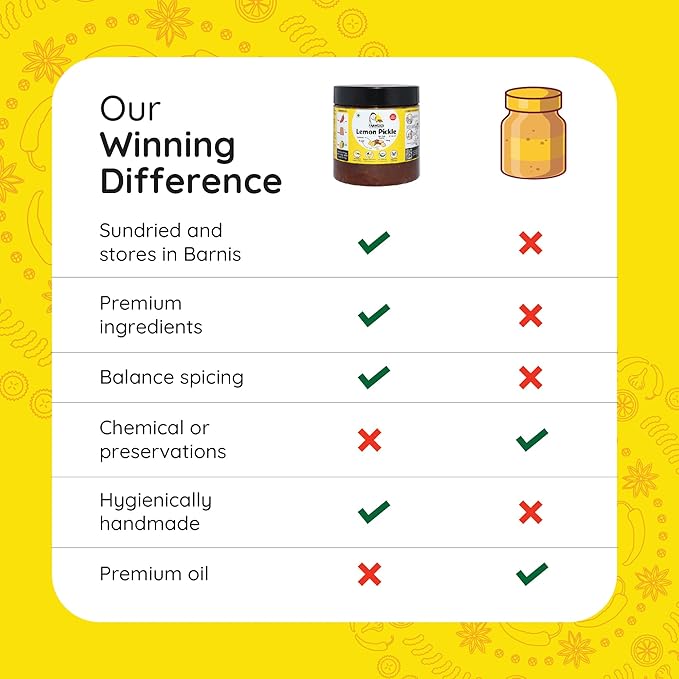 Our
Winning
Difference
Lemon Pickle
Sundried and
stores in Barnis
Premium
ingredients
Balance spicing
Chemical or
preservations
Hygienically
handmade
Premium oil